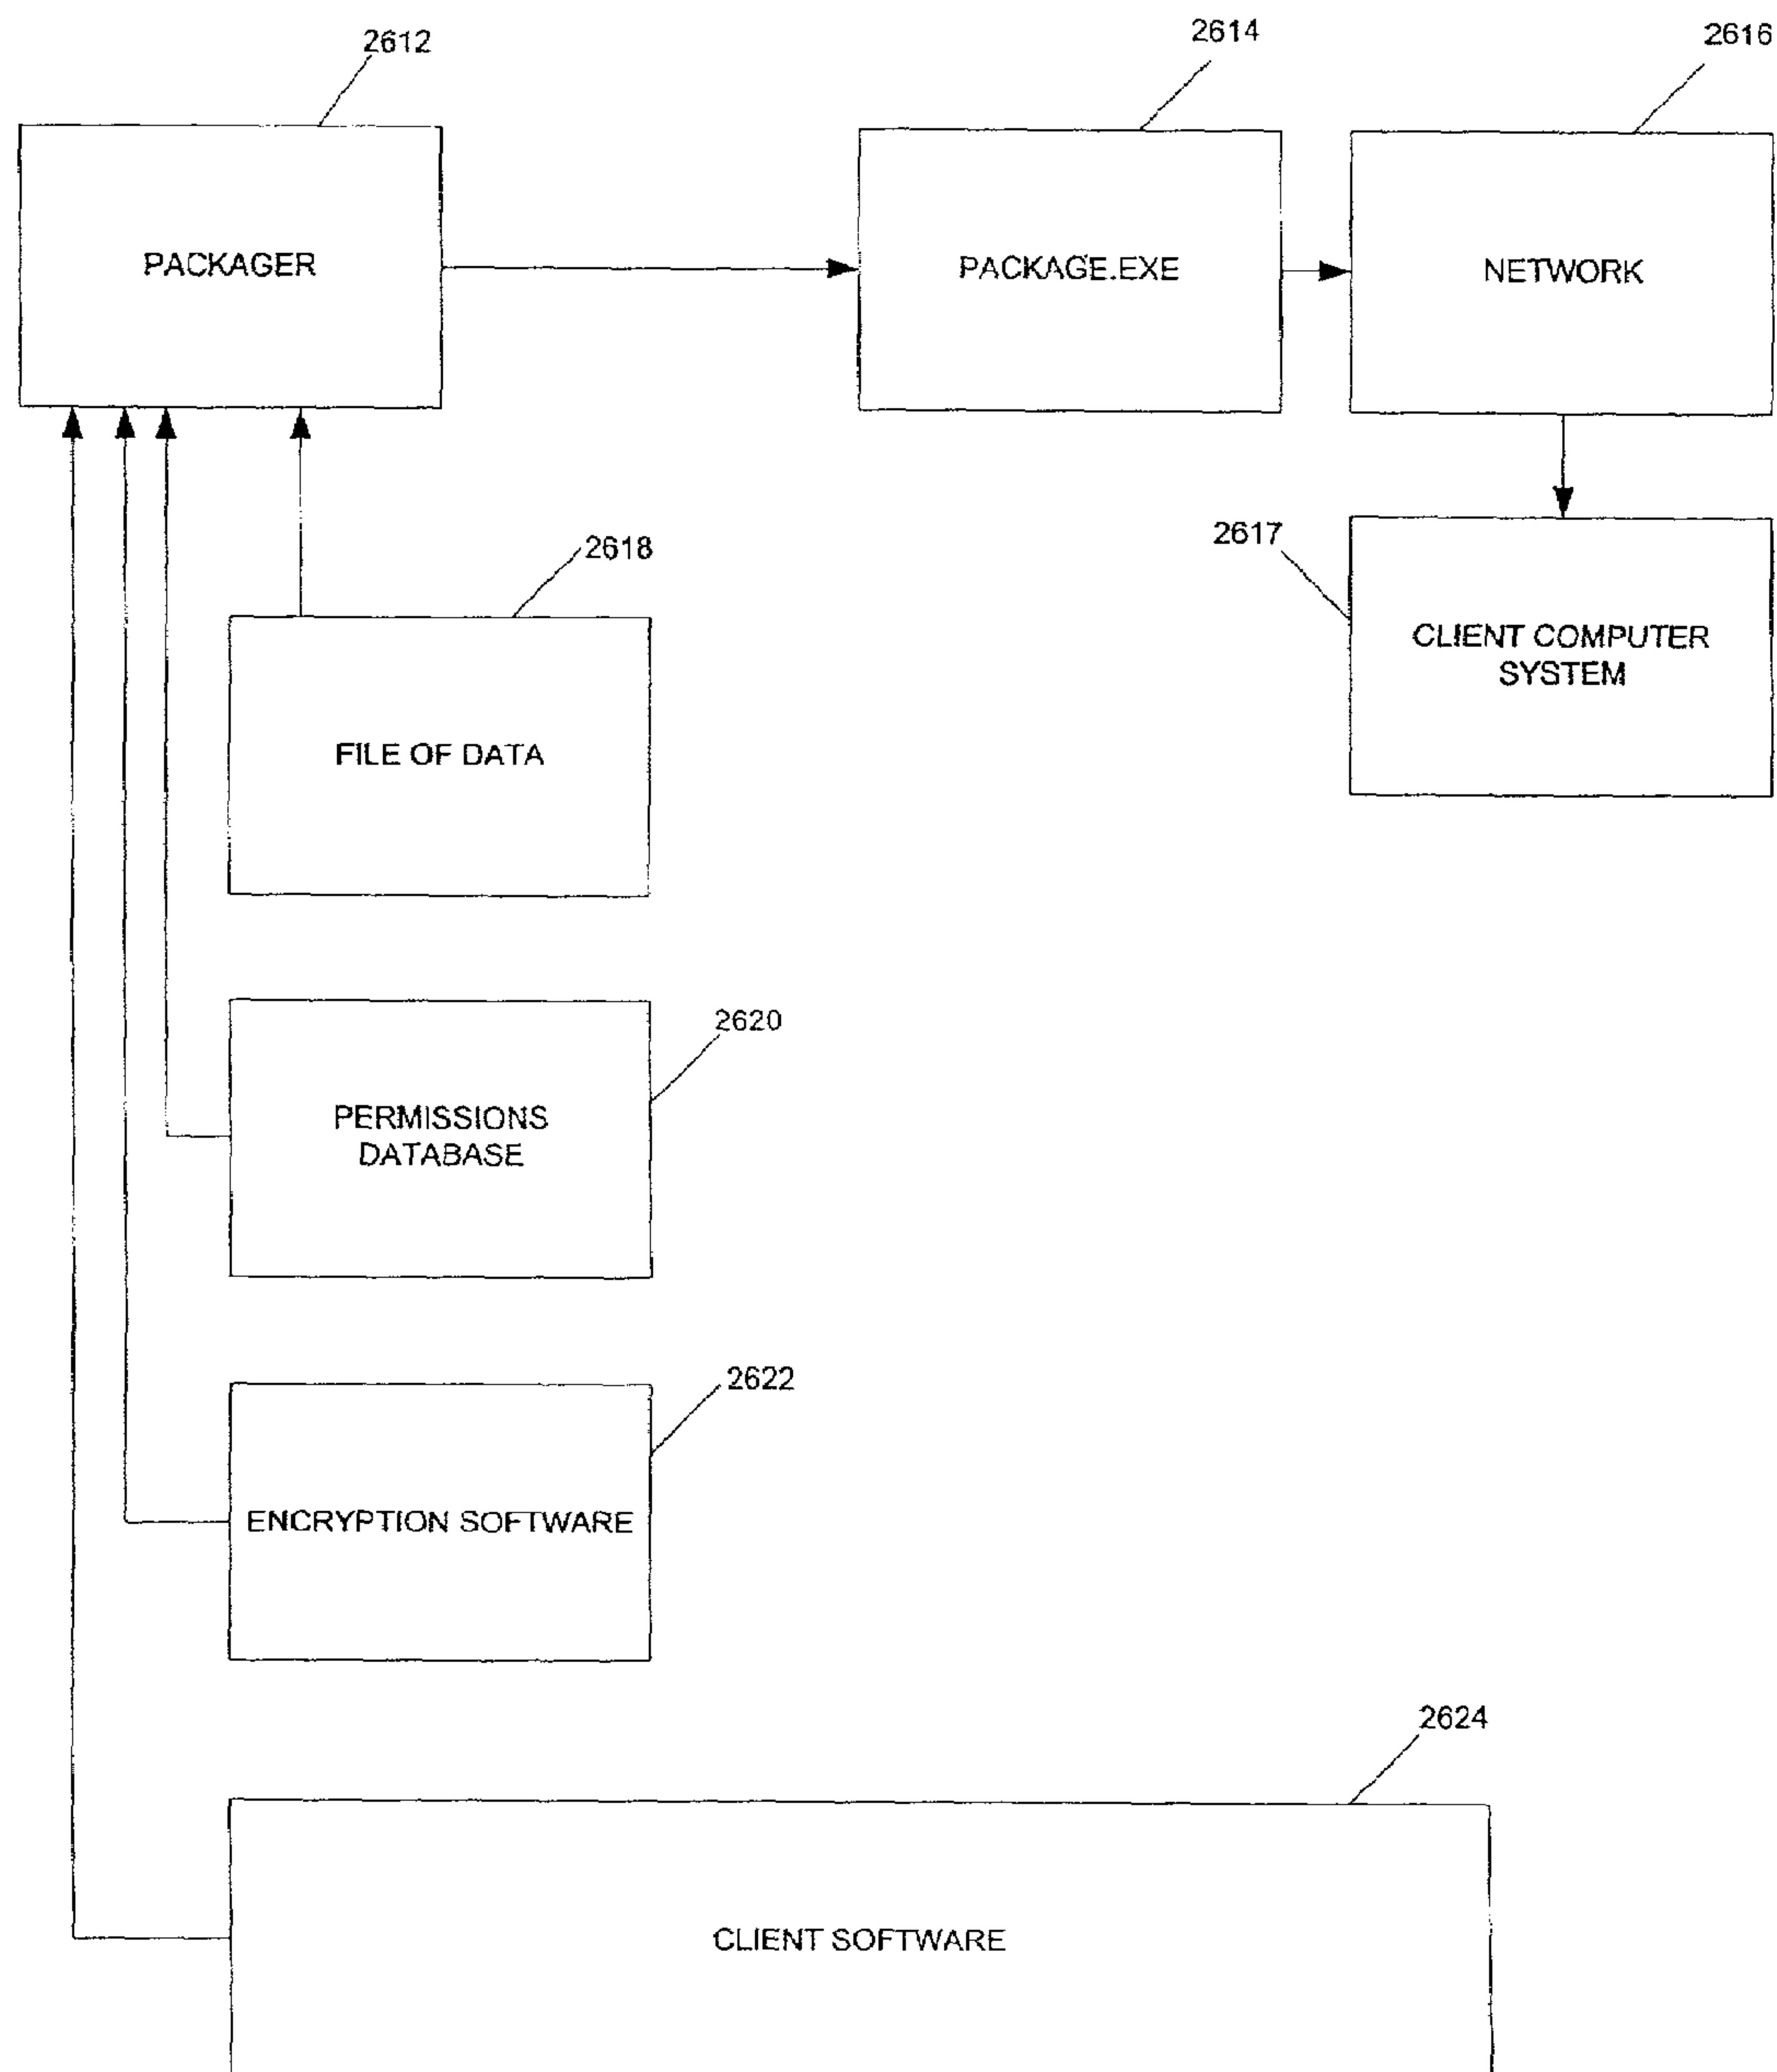 2612
2614
2616
PACKAGER
PACKAGE.EXE
NETWORK
2618
2617
CLIENT COMPUTER
SYSTEM
FILE OF DATA
2620
PERMISSIONS
DATABASE
2622
ENCRYPTION SOFTWARE
2624
CLIENT SOFTWARE